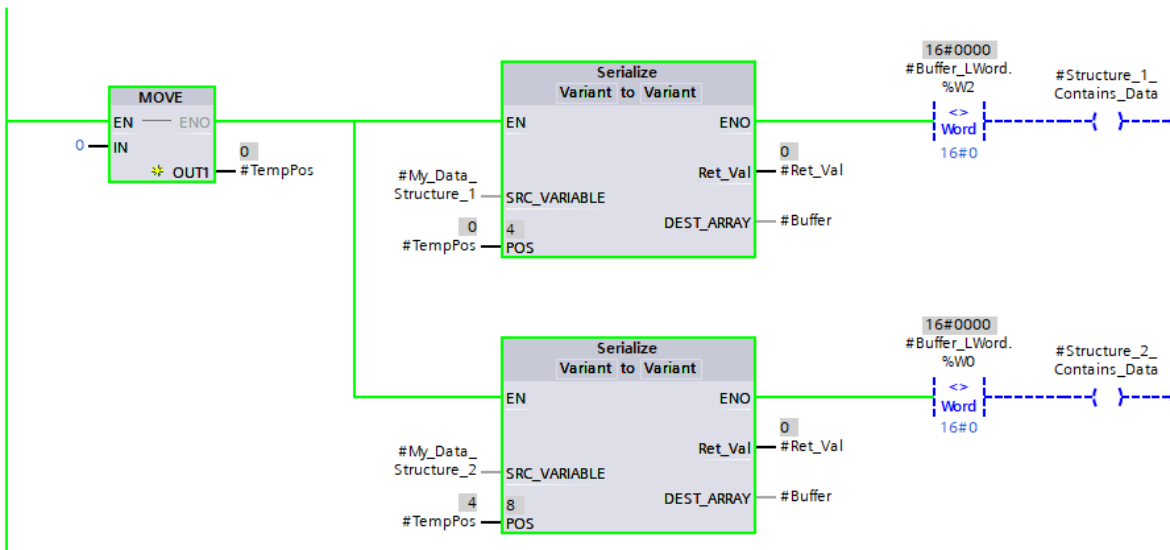 16#0000
#Buffer_LWord.
%W2
#Structure_1_
Contains_Data
<>
Word
16#0
MOVE
EN ENO
0 IN
OUT1
0
#TempPos
Serialize
Variant to Variant
EN ENO
Ret_Val
0
#Ret_Val
#My_Data_
Structure_1
SRC_VARIABLE
DEST_ARRAY #Buffer
0
#TempPos
4
POS
16#0000
#Buffer_LWord.
%W0
#Structure_2_
Contains_Data
<>
Word
16#0
Serialize
Variant to Variant
EN ENO
Ret_Val
0
#Ret_Val
#My_Data_
Structure_2
SRC_VARIABLE
DEST_ARRAY #Buffer
4
#TempPos
8
POS